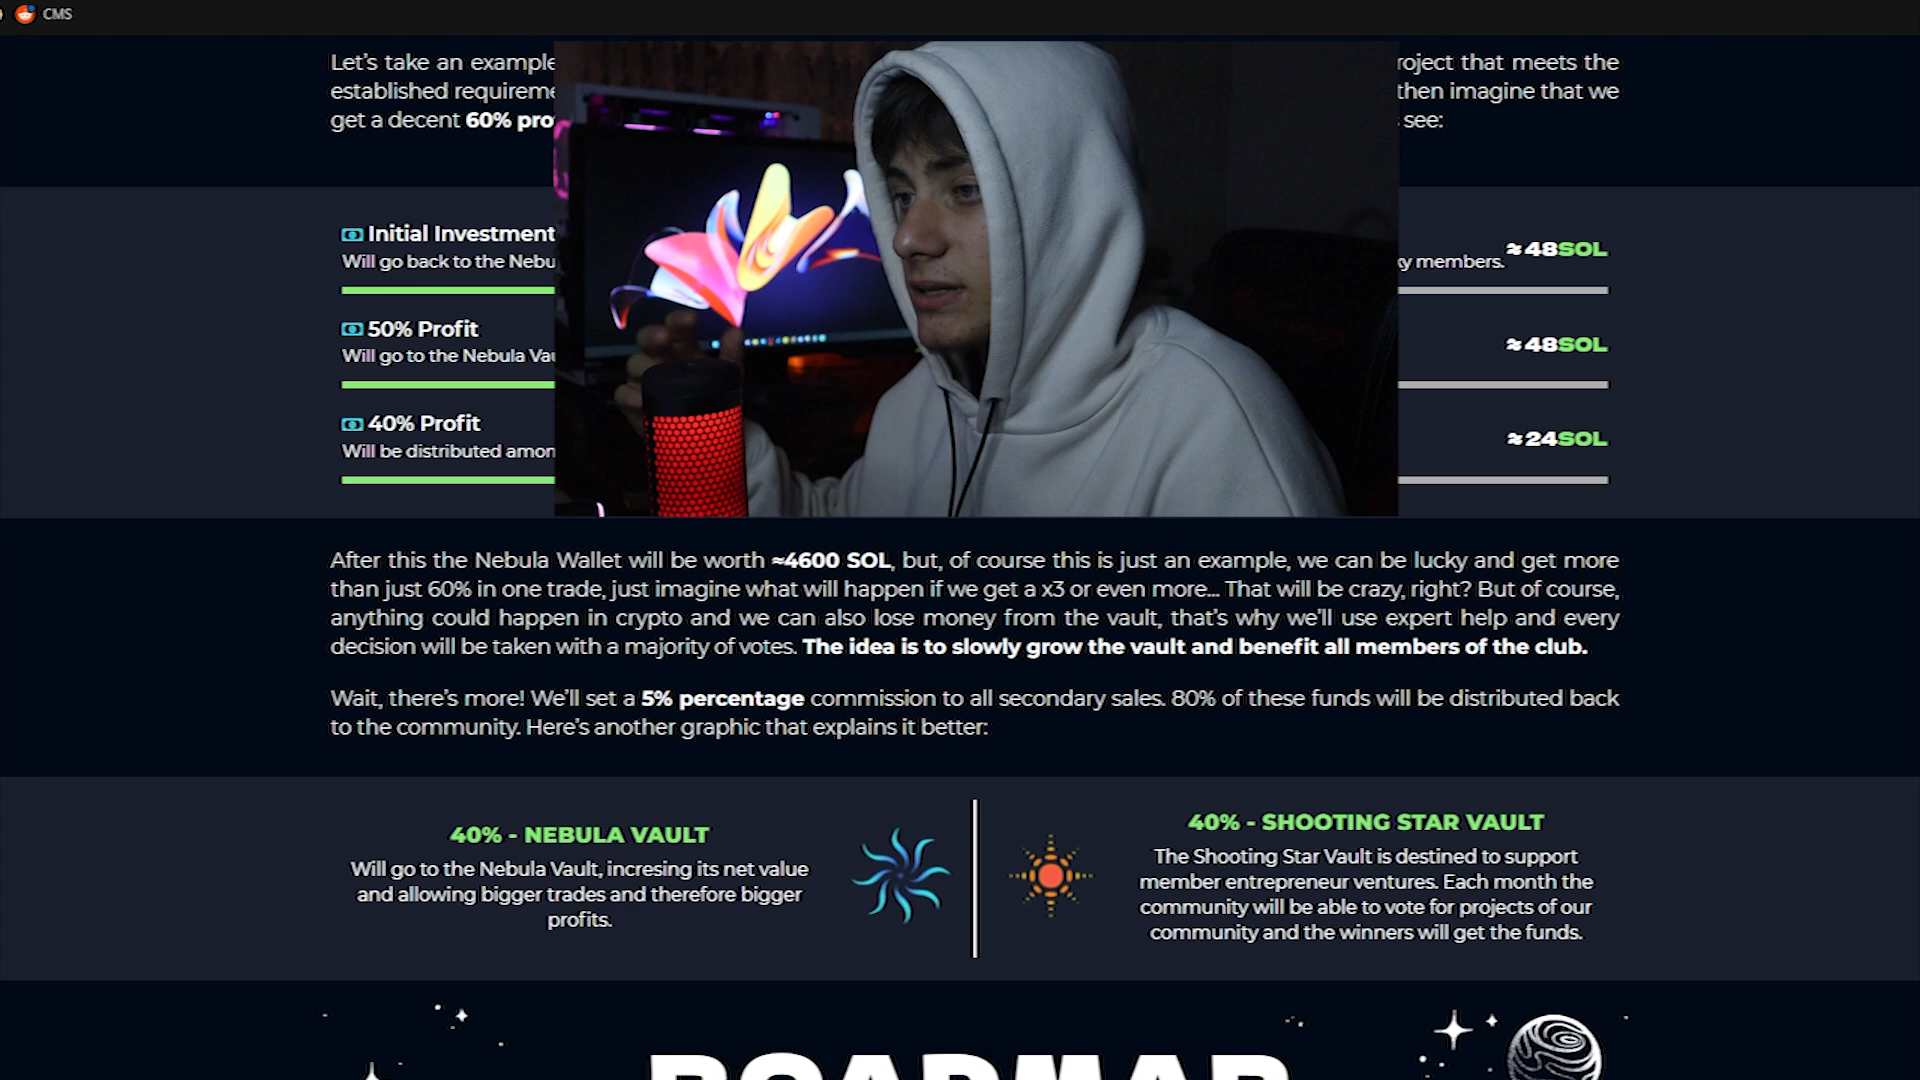 CMS
Let's take an example
roject that meets the
established requireme
then imagine that we
get a decent 60% pro
see:
Initial Investment
≈48SOL
Will go back to the Nebu
ky members.
50% Profit
≈48SOL
Will go to the Nebula Vau
40% Profit
≈24SOL
Will be distributed amon
After this the Nebula Wallet will be worth ≈4600 SOL, but, of course this is just an example, we can be lucky and get more
than just 60% in one trade, just imagine what will happen if we get a x3 or even more... That will be crazy, right? But of course,
anything could happen in crypto and we can also lose money from the vault, that's why we'll use expert help and every
decision will be taken with a majority of votes. The idea is to slowly grow the vault and benefit all members of the club.
Wait, there's more! We'll set a 5% percentage commission to all secondary sales. 80% of these funds will be distributed back
to the community. Here's another graphic that explains it better:
40% - NEBULA VAULT
Will go to the Nebula Vault, incresing its net value
and allowing bigger trades and therefore bigger
profits.
40% - SHOOTING STAR VAULT
The Shooting Star Vault is destined to support
member entrepreneur ventures. Each month the
community will be able to vote for projects of our
community and the winners will get the funds.
ROADMAP